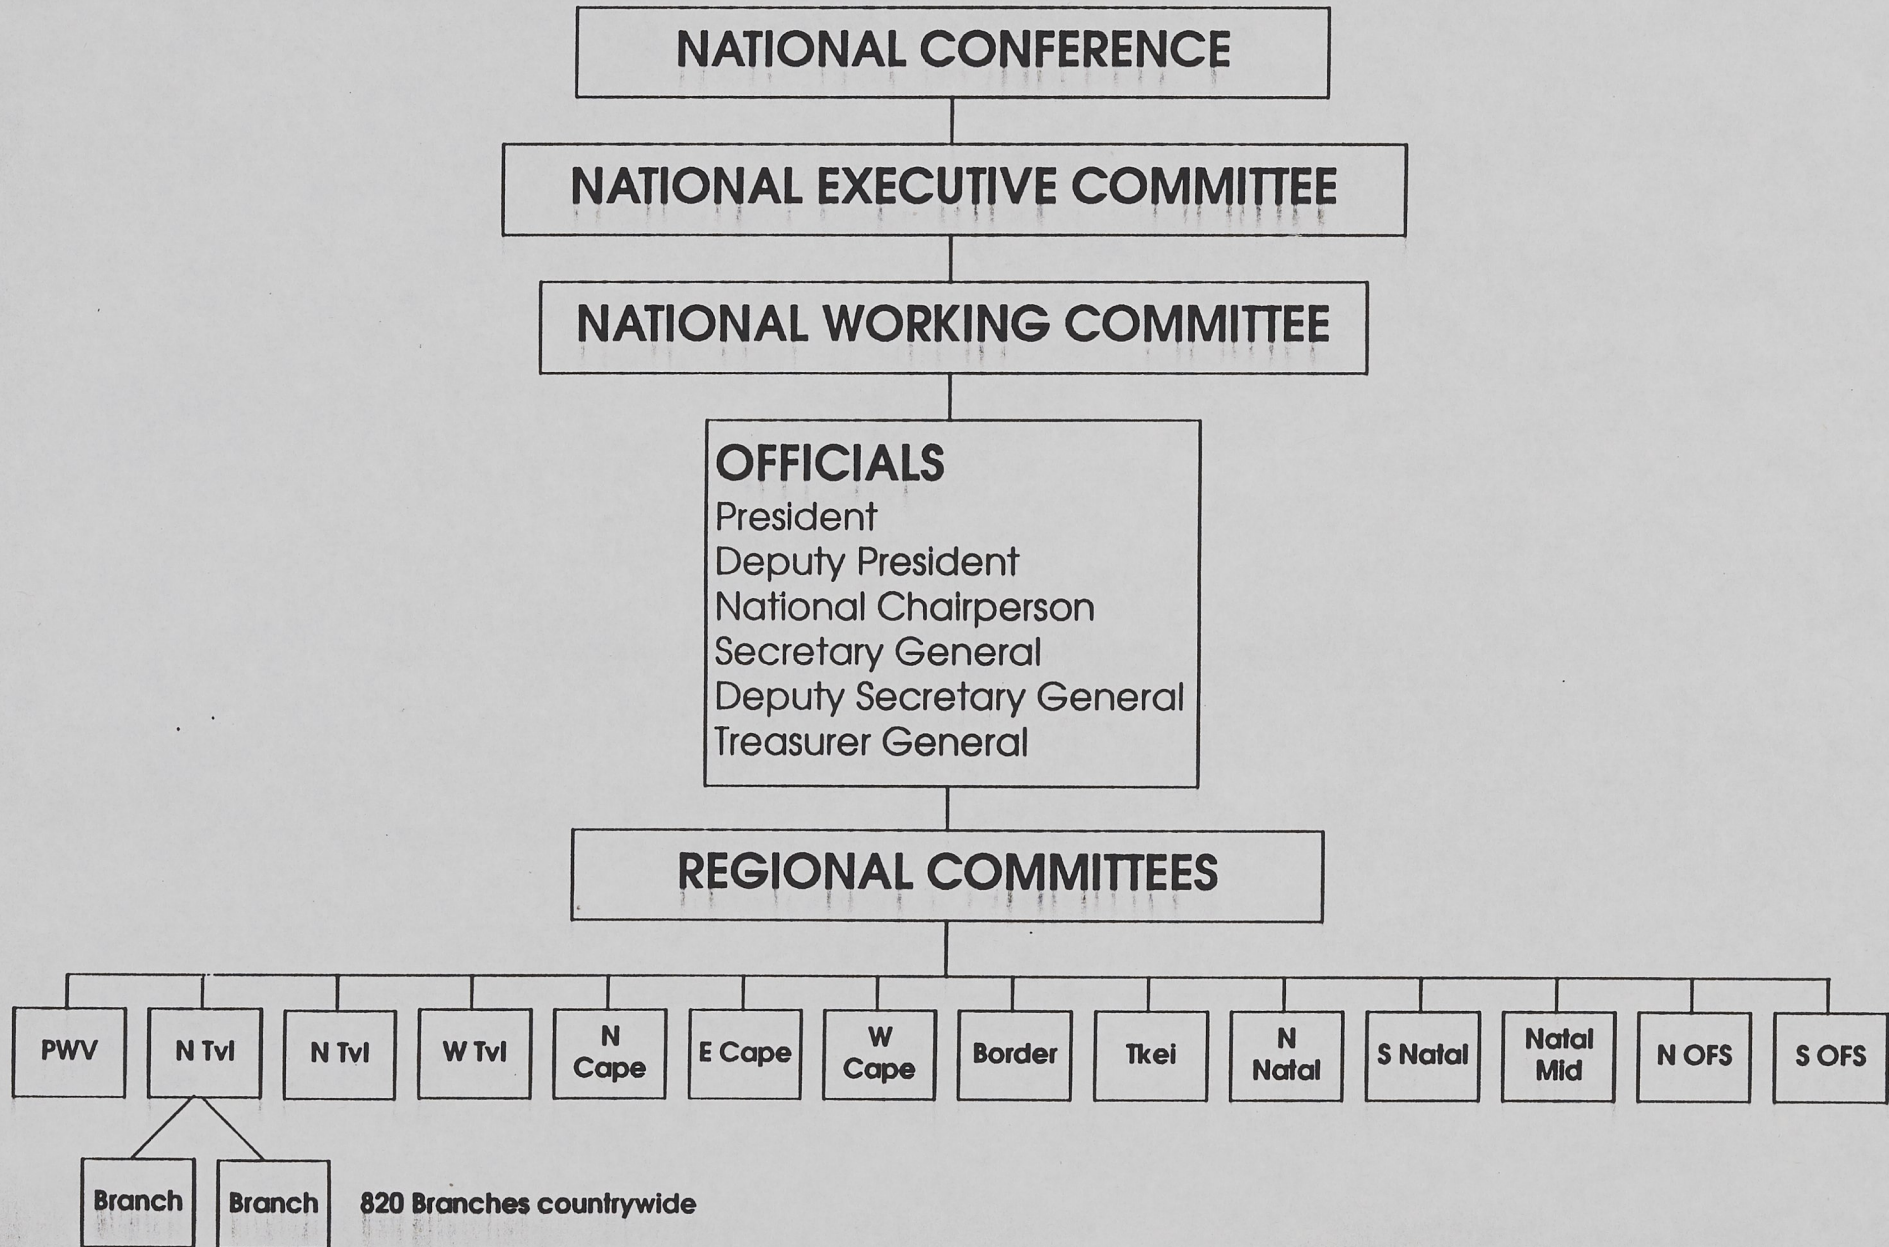 NATIONAL CONFERENCE
NATIONAL EXECUTIVE COMMITTEE
NATIONAL WORKING COMMITTEE
OFFICIALS
President
Deputy President
National Chairperson
Secretary General
Deputy Secretary General
Treasurer General
REGIONAL COMMITTEES
PWV
N Tvl
N Tvl
W Tvl
N
Cape
E Cape
W
Cape
Border
Tkei
N
Natal
S Natal
Natal
Mid
N OFS
S OFS
Branch
Branch
820 Branches countrywide